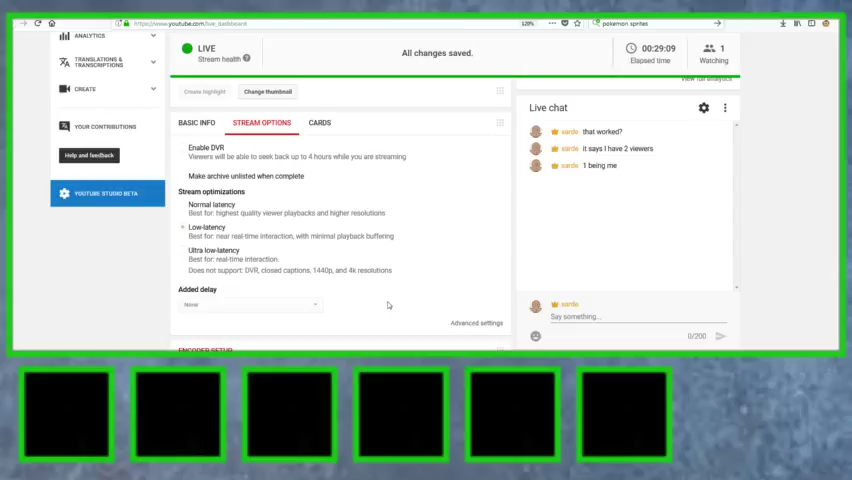 https://www.youtube.com/live_dashboard
120%
pokemon sprites
ANALYTICS
TRANSLATIONS &
TRANSCRIPTIONS
CREATE
YOUR CONTRIBUTIONS
Help and feedback
YOUTUBE STUDIO BETA
LIVE
Stream health
All changes saved.
00:29:09
Elapsed time
1
Watching
View full analytics
Create highlight
Change thumbnail
BASIC INFO
STREAM OPTIONS
CARDS
Enable DVR
Viewers will be able to seek back up to 4 hours while you are streaming
Make archive unlisted when complete
Stream optimizations
Normal latency
Best for: highest quality viewer playbacks and higher resolutions
Low-latency
Best for: near real-time interaction, with minimal playback buffering
Ultra low-latency
Best for: real-time interaction.
Does not support: DVR, closed captions, 1440p, and 4k resolutions
Added delay
None
Advanced settings
ENCODER SETUP
Live chat
xarde that worked?
xarde it says I have 2 viewers
xarde 1 being me
xarde
Say something...
0/200